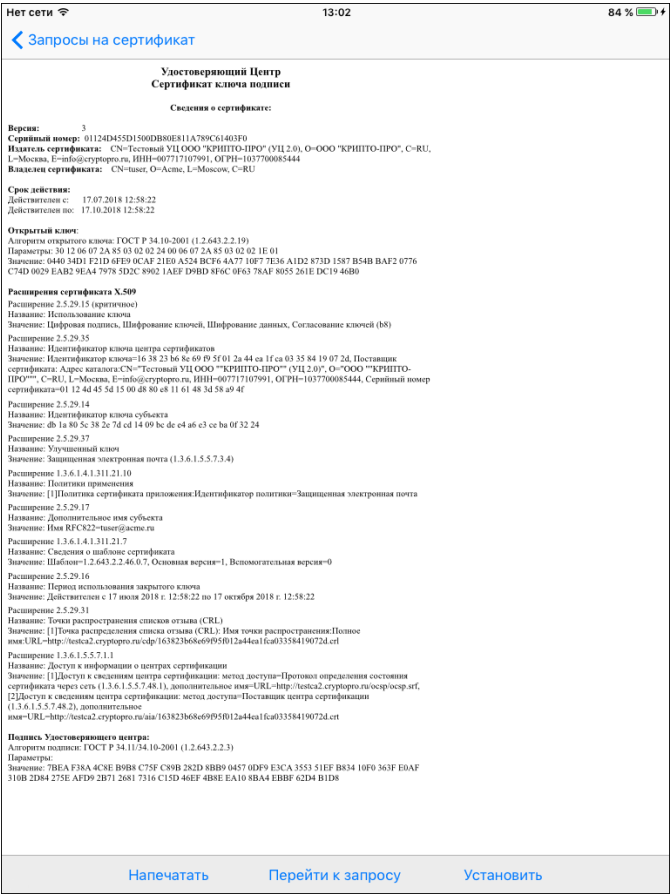 Нет сети 13:02 84 %
Запросы на сертификат
Удостоверяющий Центр
Сертификат ключа подписи
Сведения о сертификате:
Версия: 3
Серийный номер: 01124D455D1500DB80E811A789C61403F0
Издатель сертификата: CN=Тестовый УЦ ООО "КРИПТО-ПРО" (УЦ 2.0), O=ООО "КРИПТО-ПРО", C=RU,
L=Москва, E=info@cryptopro.ru, ИНН=007717107991, ОГРН=1037700085444
Владелец сертификата: CN=tuser, O=Acme, L=Moscow, C=RU
Срок действия:
Действителен с: 17.07.2018 12:58:22
Действителен по: 17.10.2018 12:58:22
Открытый ключ:
Алгоритм открытого ключа: ГОСТ Р 34.10-2001 (1.2.643.2.2.19)
Параметры: 30 12 06 07 2A 85 03 02 02 24 00 06 07 2A 85 03 02 02 1E 01
Значение: 0440 34D1 F21D 6FE9 0CAF 21E0 A524 BCF6 4A77 10F7 7E36 A1D2 873D 1587 B54B BAF2 0776
C74D 0029 EAB2 9EA4 7978 5D2C 8902 1AEF D9BD 8F6C 0F63 78AF 8055 261E DC19 46B0
Расширения сертификата X.509
Расширение 2.5.29.15 (критичное)
Название: Использование ключа
Значение: Цифровая подпись, Шифрование ключей, Шифрование данных, Согласование ключей (b8)
Расширение 2.5.29.35
Название: Идентификатор ключа центра сертификатов
Значение: Идентификатор ключа=16 38 23 b6 8e 69 f9 5f 01 2a 44 ea 1f ca 03 35 84 19 07 2d, Поставщик
сертификата: Адрес каталога:CN="Тестовый УЦ ООО ""КРИПТО-ПРО"" (УЦ 2.0)", O="ООО ""КРИПТО-
ПРО""", C=RU, L=Москва, E=info@cryptopro.ru, ИНН=007717107991, ОГРН=1037700085444, Серийный номер
сертификата=01 12 4d 45 5d 15 00 d8 80 e8 11 61 48 3d 58 a9 4f
Расширение 2.5.29.14
Название: Идентификатор ключа субъекта
Значение: db 1a 80 5c 38 2e 7d cd 14 09 bc de e4 a6 e3 ce ba 0f 32 24
Расширение 2.5.29.37
Название: Улучшенный ключ
Значение: Защищенная электронная почта (1.3.6.1.5.5.7.3.4)
Расширение 1.3.6.1.4.1.311.21.10
Название: Политики применения
Значение: [1]Политика сертификата приложения:Идентификатор политики=Защищенная электронная почта
Расширение 2.5.29.17
Название: Дополнительное имя субъекта
Значение: Имя RFC822=tuser@acme.ru
Расширение 1.3.6.1.4.1.311.21.7
Название: Сведения о шаблоне сертификата
Значение: Шаблон=1.2.643.2.2.46.0.7, Основная версия=1, Вспомогательная версия=0
Расширение 2.5.29.16
Название: Период использования закрытого ключа
Значение: Действителен с 17 июля 2018 г. 12:58:22 по 17 октября 2018 г. 12:58:22
Расширение 2.5.29.31
Название: Точки распространения списков отзыва (CRL)
Значение: [1]Точка распределения списка отзыва (CRL): Имя точки распространения:Полное
имя:URL=http://testca2.cryptopro.ru/cdp/163823b68e69f95f012a44ea1fca03358419072d.crl
Расширение 1.3.6.1.5.5.7.1.1
Название: Доступ к информации о центрах сертификации
Значение: [1]Доступ к сведениям центра сертификации: метод доступа=Протокол определения состояния
сертификата через сеть (1.3.6.1.5.5.7.48.1), дополнительное имя=URL=http://testca2.cryptopro.ru/ocsp/ocsp.srf,
[2]Доступ к сведениям центра сертификации: метод доступа=Поставщик центра сертификации
(1.3.6.1.5.5.7.48.2), дополнительное
имя=URL=http://testca2.cryptopro.ru/aia/163823b68e69f95f012a44ea1fca03358419072d.crt
Подпись Удостоверяющего центра:
Алгоритм подписи: ГОСТ Р 34.11/34.10-2001 (1.2.643.2.2.3)
Параметры:
Значение: 7BEA F38A 4C8E B9B8 C75F C89B 282D 8BB9 0457 0DF9 E3CA 3553 51EF B834 10F0 363F E0AF
310B 2D84 275E AFD9 2B71 2681 7316 C15D 46EF 4B8E EA10 8BA4 EBBF 62D4 B1D8
Напечатать Перейти к запросу Установить